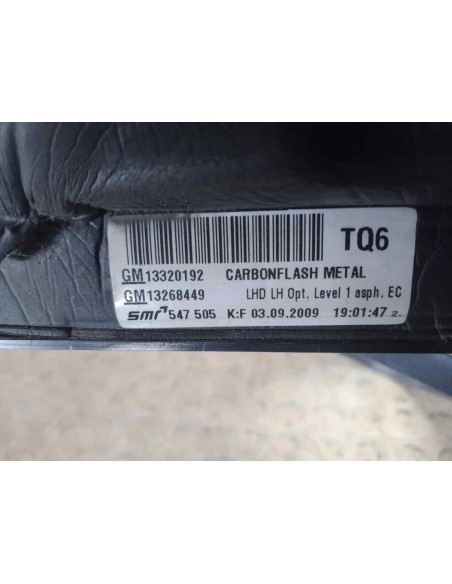 TQ6
GM13320192 CARBONFLASH METAL
GM13268449 LHD LH Opt. Level 1 asph. EC
smr 547 505 K:F 03.09.2009 19:01:47 2.